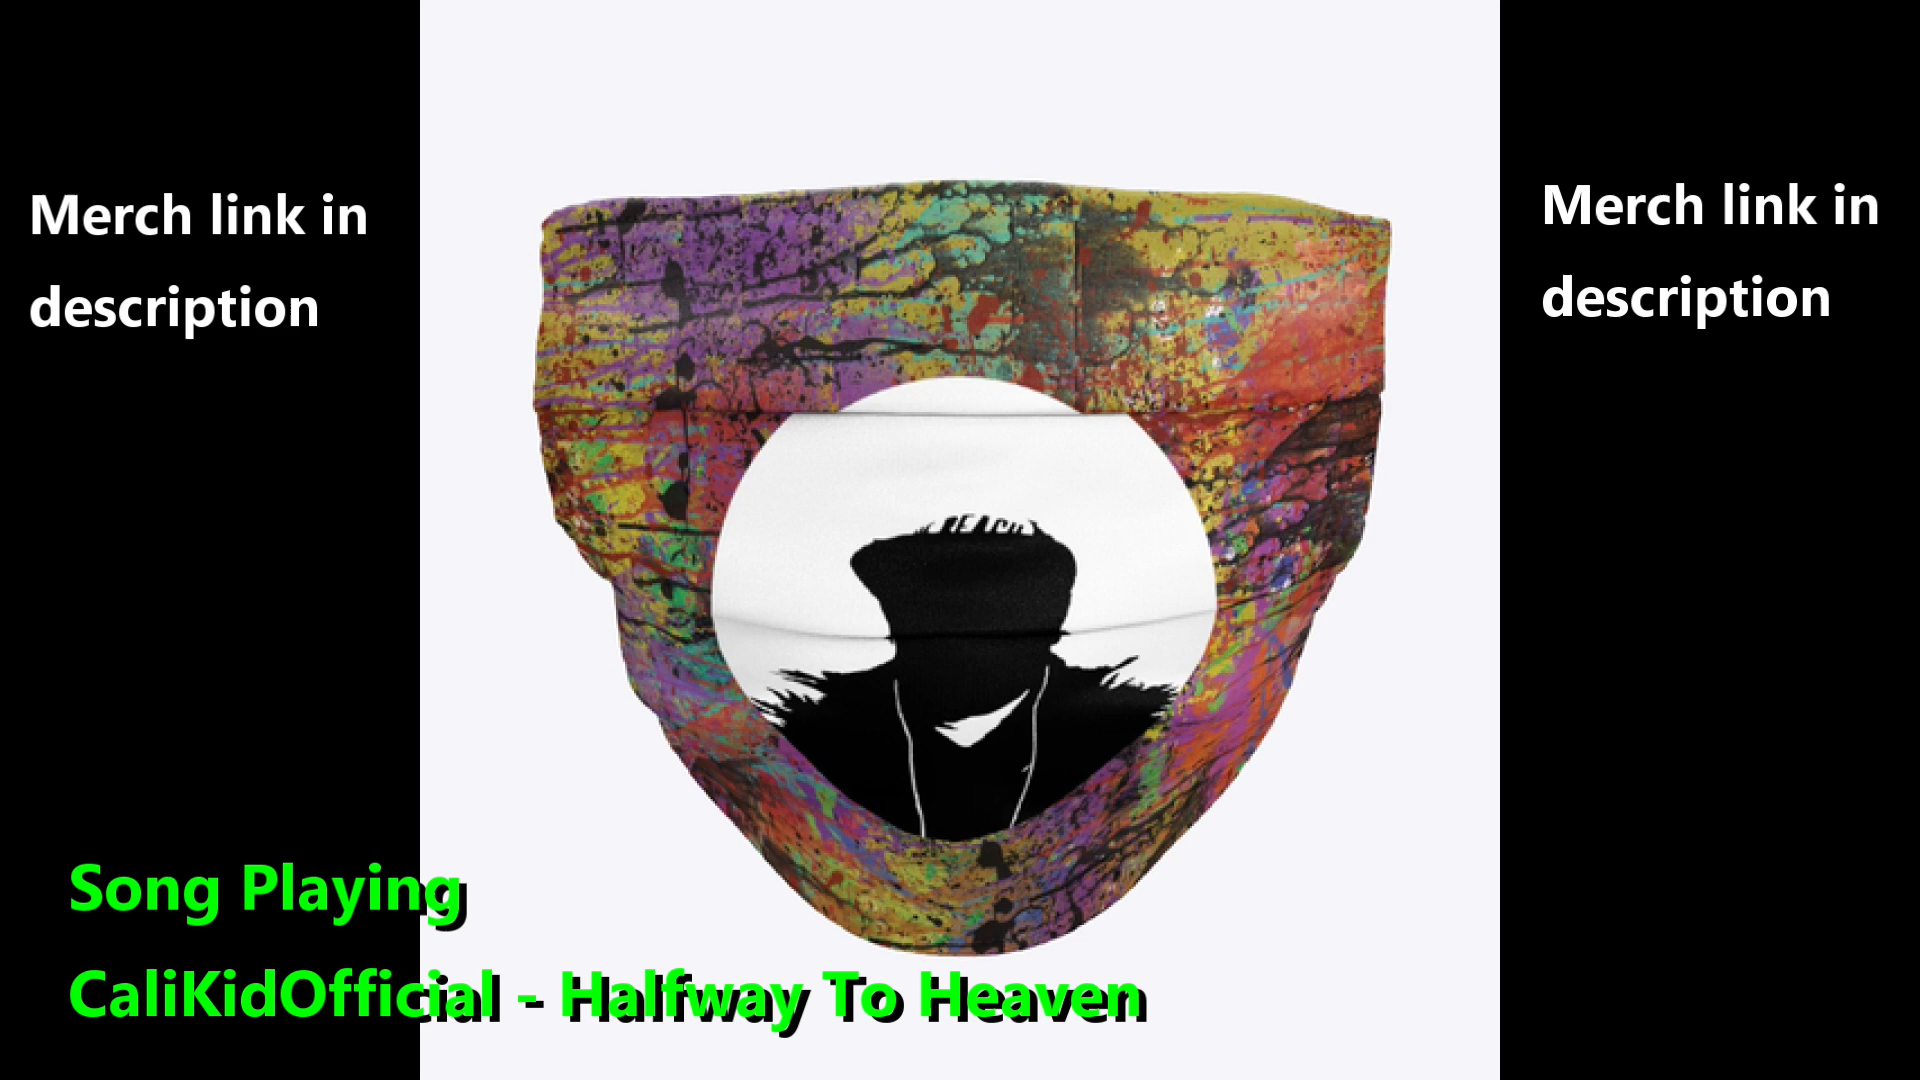 Merch link in
description
Merch link in
description
Song Playing
CaliKidOfficial - Halfway To Heaven